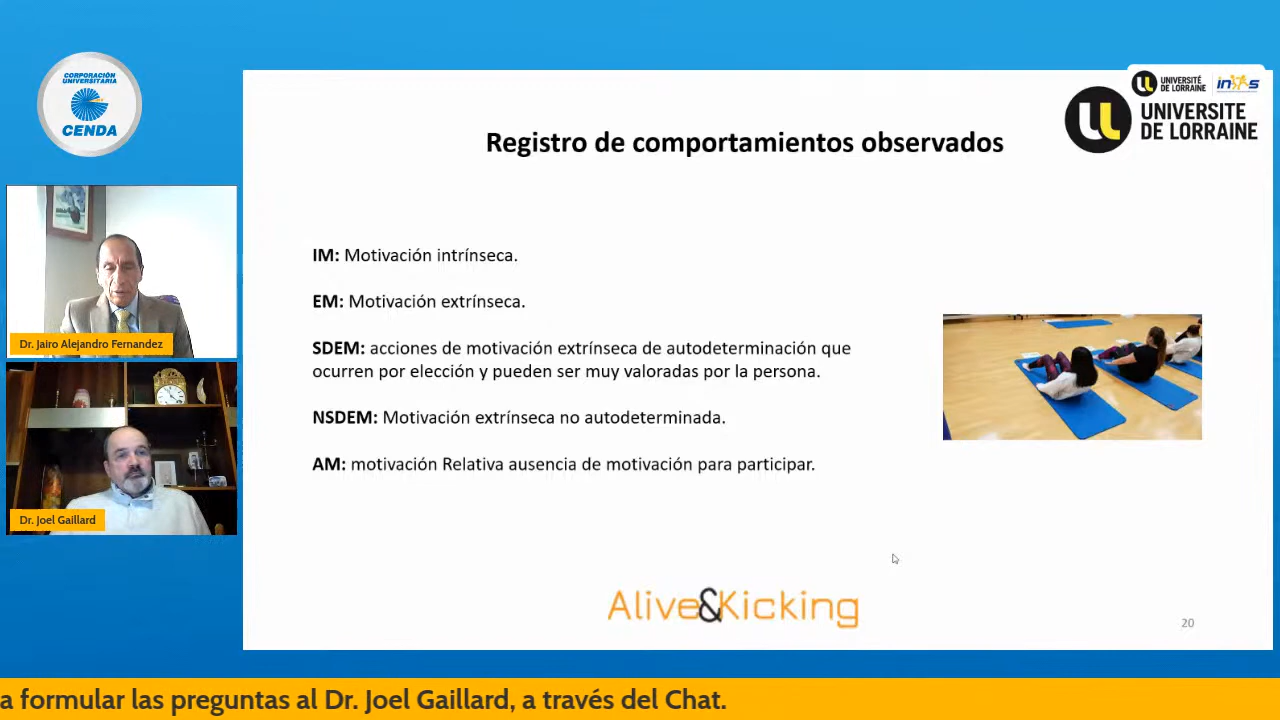 CORPORACIÓN
UNIVERSITARIA
CENDA
UNIVERSITÉ
DE LORRAINE
UNIVERSITE
DE LORRAINE
Registro de comportamientos observados
IM: Motivación intrínseca.
EM: Motivación extrínseca.
SDEM: acciones de motivación extrínseca de autodeterminación que
ocurren por elección y pueden ser muy valoradas por la persona.
NSDEM: Motivación extrínseca no autodeterminada.
AM: motivación Relativa ausencia de motivación para participar.
Dr. Jairo Alejandro Fernandez
Dr. Joel Gaillard
Alive&Kicking
20
a formular las preguntas al Dr. Joel Gaillard, a través del Chat.